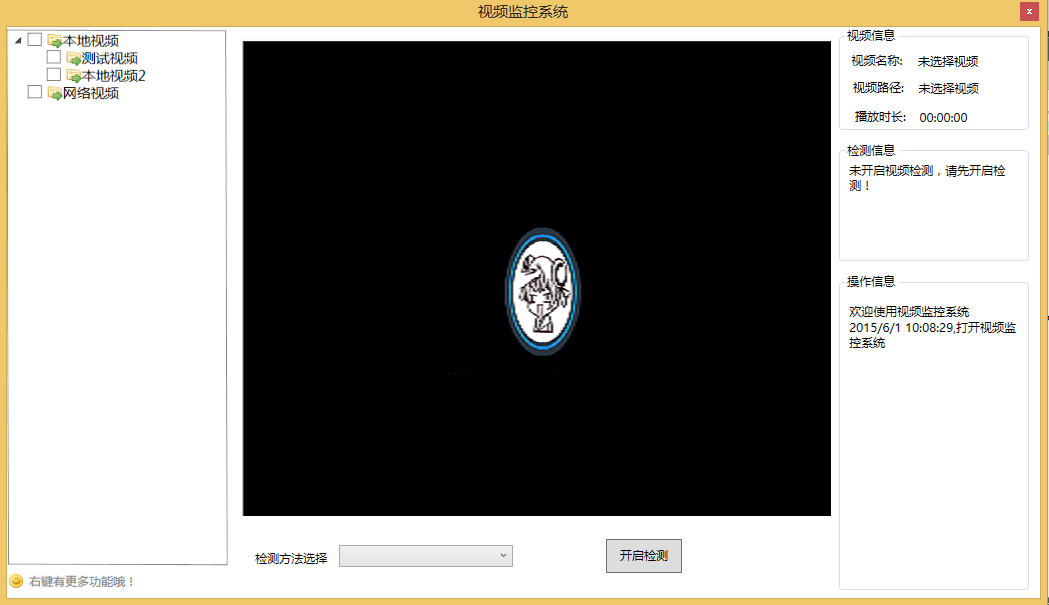 视频监控系统
本地视频
测试视频
本地视频2
网络视频
右键有更多功能哦！
检测方法选择
开启检测
视频信息
视频名称: 未选择视频
视频路径: 未选择视频
播放时长: 00:00:00
检测信息
未开启视频检测，请先开启检
测！
操作信息
欢迎使用视频监控系统
2015/6/1 10:08:29,打开视频监
控系统